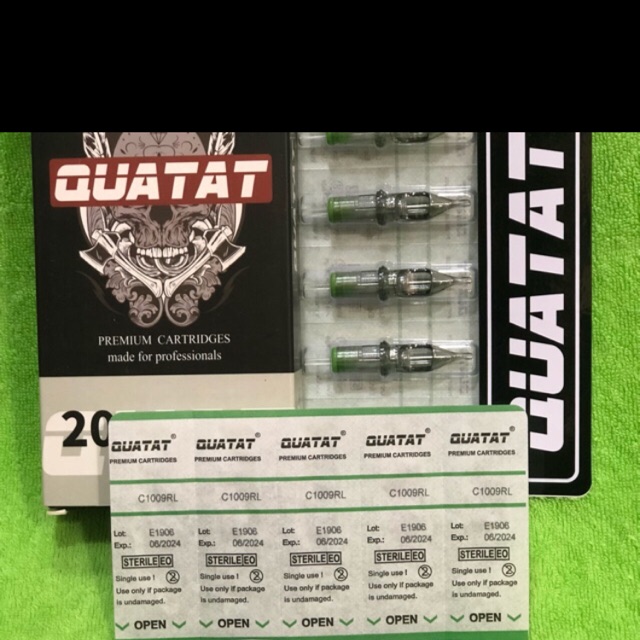 QUATAT
PREMIUM CARTRIDGES
made for professionals
20
QUATAT
QUATAT® QUATAT® QUATAT® QUATAT® QUATAT®
PREMIUM CARTRIDGES PREMIUM CARTRIDGES PREMIUM CARTRIDGES PREMIUM CARTRIDGES PREMIUM CARTRIDGES
C1009RL C1009RL C1009RL C1009RL C1009RL
Lot: E1906 Lot: E1906 Lot: E1906 Lot: E1906 Lot: E1906
Exp.: 06/2024 Exp.: 06/2024 Exp.: 06/2024 Exp.: 06/2024 Exp.: 06/2024
STERILE EO STERILE EO STERILE EO STERILE EO STERILE EO
Single use ! 2 Single use ! 2 Single use ! 2 Single use ! 2 Single use ! 2
Use only if package Use only if package Use only if package Use only if package Use only if package
is undamaged. is undamaged. is undamaged. is undamaged. is undamaged.
OPEN OPEN OPEN OPEN OPEN